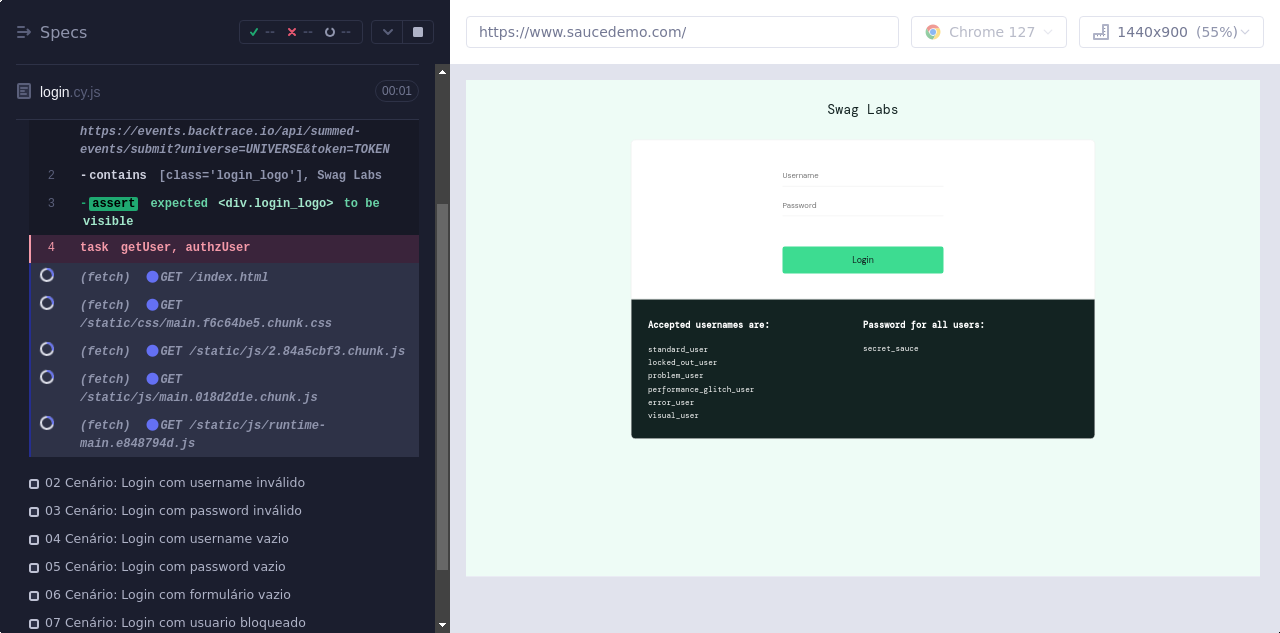 Specs
-- -- --
login.cy.js 00:01
https://events.backtrace.io/api/summed-
events/submit?universe=UNIVERSE&token=TOKEN
2 -contains [class='login_logo'], Swag Labs
3 -assert expected <div.login_logo> to be
visible
4 task getUser, authzUser
(fetch) GET /index.html
(fetch) GET
/static/css/main.f6c64be5.chunk.css
(fetch) GET /static/js/2.84a5cbf3.chunk.js
(fetch) GET
/static/js/main.018d2d1e.chunk.js
(fetch) GET /static/js/runtime-
main.e848794d.js
02 Cenário: Login com username inválido
03 Cenário: Login com password inválido
04 Cenário: Login com username vazio
05 Cenário: Login com password vazio
06 Cenário: Login com formulário vazio
07 Cenário: Login com usuario bloqueado
https://www.saucedemo.com/
Chrome 127
1440x900 (55%)
Swag Labs
Username
Password
Login
Accepted usernames are:
standard_user
locked_out_user
problem_user
performance_glitch_user
error_user
visual_user
Password for all users:
secret_sauce